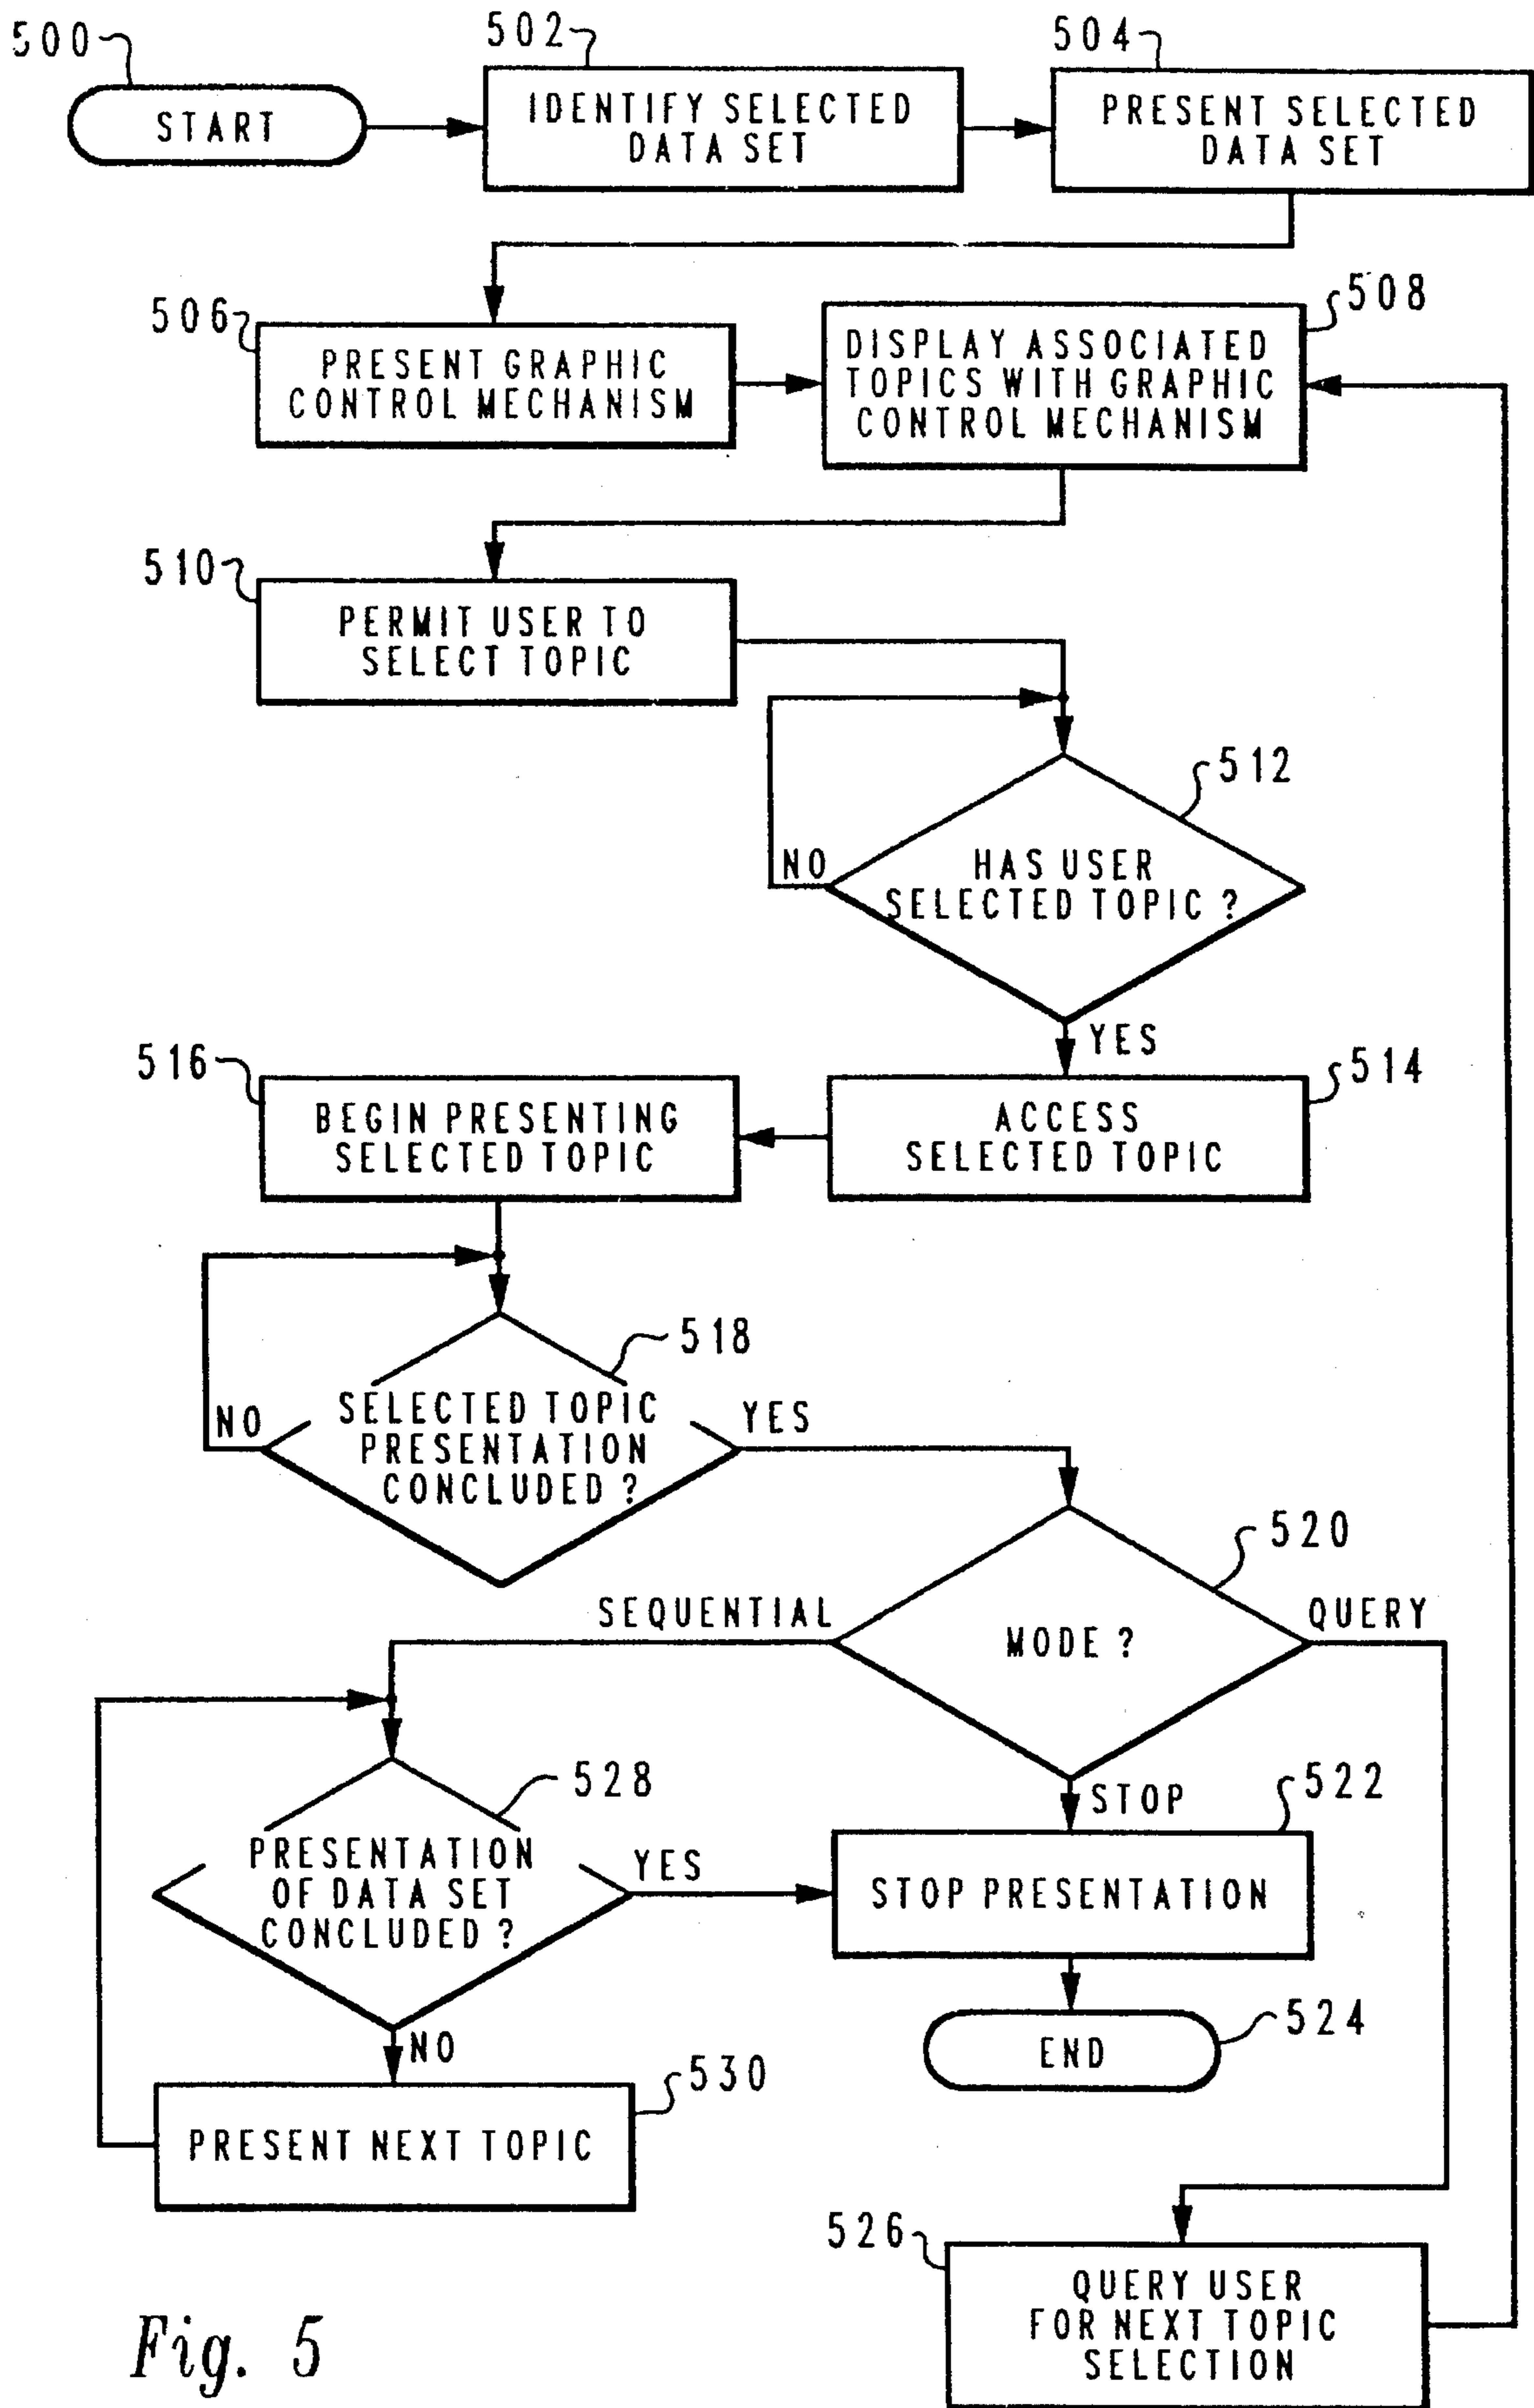 500
START
502
IDENTIFY SELECTED
DATA SET
504
PRESENT SELECTED
DATA SET
506
PRESENT GRAPHIC
CONTROL MECHANISM
508
DISPLAY ASSOCIATED
TOPICS WITH GRAPHIC
CONTROL MECHANISM
510
PERMIT USER TO
SELECT TOPIC
512
HAS USER
SELECTED TOPIC ?
NO
YES
514
ACCESS
SELECTED TOPIC
516
BEGIN PRESENTING
SELECTED TOPIC
518
SELECTED TOPIC
PRESENTATION
CONCLUDED ?
NO
YES
520
MODE ?
SEQUENTIAL
QUERY
STOP
528
PRESENTATION
OF DATA SET
CONCLUDED ?
YES
NO
522
STOP PRESENTATION
524
END
530
PRESENT NEXT TOPIC
526
QUERY USER
FOR NEXT TOPIC
SELECTION
Fig. 5